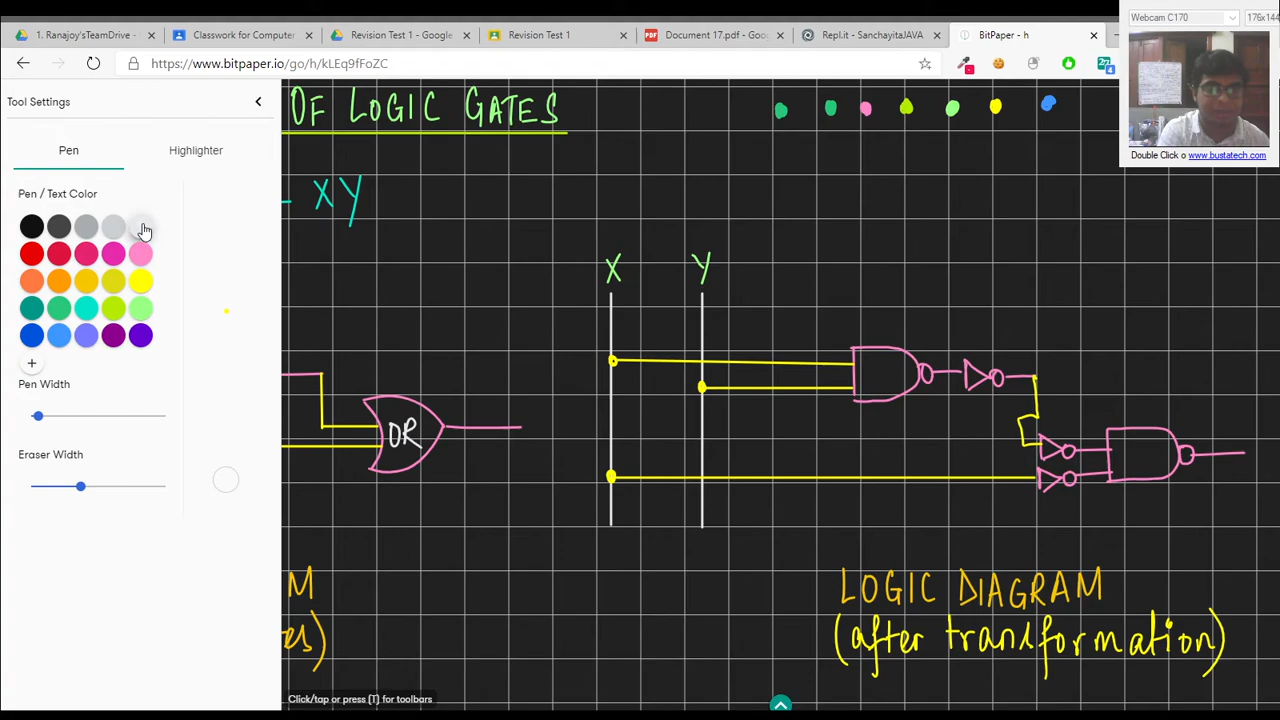 Webcam C170
176x144
1. Ranajoy'sTeamDrive -
Classwork for Computer
Revision Test 1 - Google
Revision Test 1
Document 17.pdf - Goo
Repl.it - SanchayitaJAVA
BitPaper - h
https://www.bitpaper.io/go/h/kLEq9fFoZC
Double Click o www.bustatech.com
Tool Settings
Pen
Highlighter
Pen / Text Color
Pen Width
Eraser Width
OF LOGIC GATES
XY
X Y
OR
M
es)
LOGIC DIAGRAM
(after transformation)
Click/tap or press (T) for toolbars